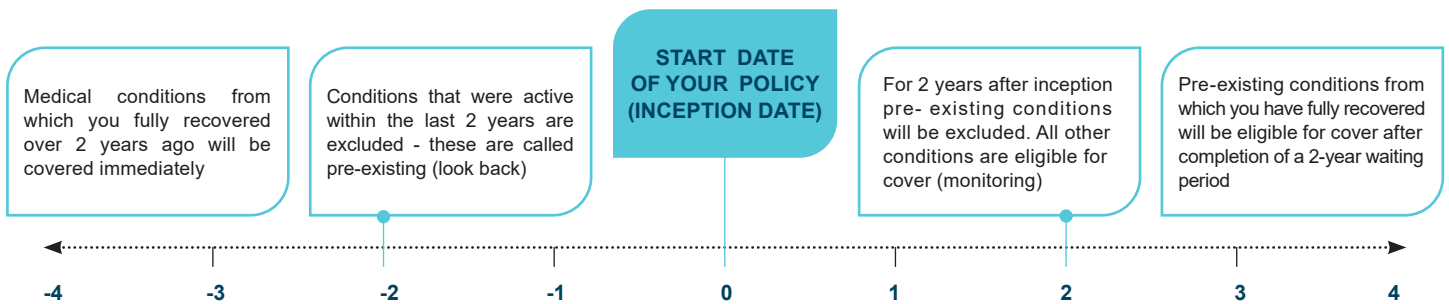 Medical conditions from
which you fully recovered
over 2 years ago will be
covered immediately
Conditions that were active
within the last 2 years are
excluded - these are called
pre-existing (look back)
START DATE
OF YOUR POLICY
(INCEPTION DATE)
For 2 years after inception
pre- existing conditions
will be excluded. All other
conditions are eligible for
cover (monitoring)
Pre-existing conditions from
which you have fully recovered
will be eligible for cover after
completion of a 2-year waiting
period
-4 -3 -2 -1 0 1 2 3 4